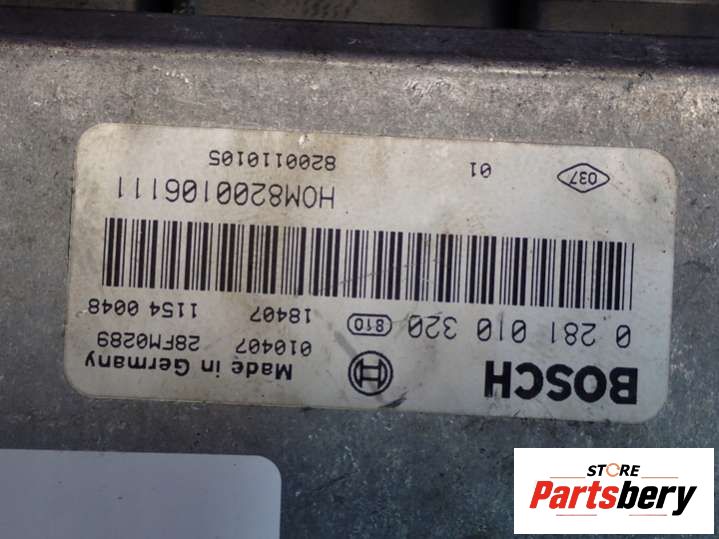 BOSCH
Made in Germany
0 281 010 320 810
010407 28FM0289
18407 1154 0048
HOM8200106111
037 01 8200110105
STORE
Partsbery